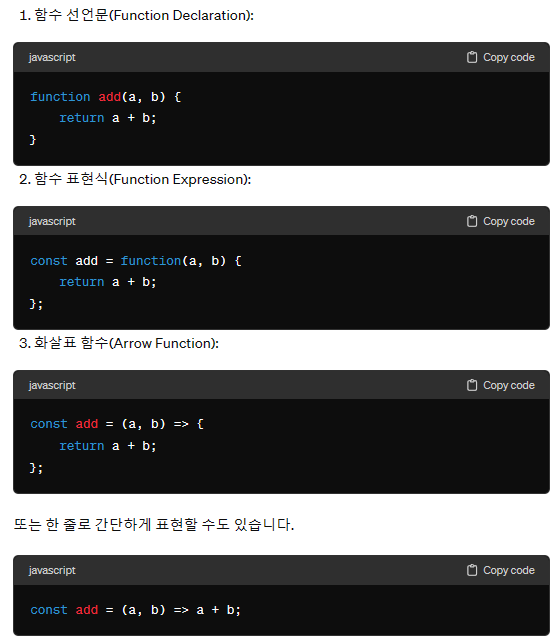 1. 함수 선언문(Function Declaration):
javascript Copy code
function add(a, b) {
    return a + b;
}
2. 함수 표현식(Function Expression):
javascript Copy code
const add = function(a, b) {
    return a + b;
};
3. 화살표 함수(Arrow Function):
javascript Copy code
const add = (a, b) => {
    return a + b;
};
또는 한 줄로 간단하게 표현할 수도 있습니다.
javascript Copy code
const add = (a, b) => a + b;